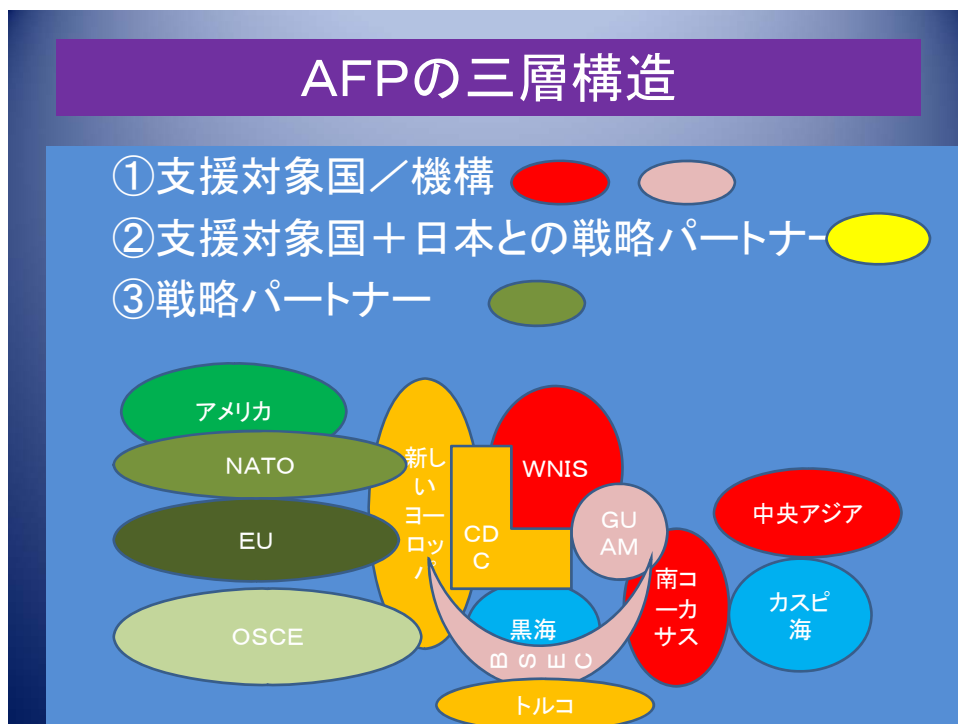 AFPの三層構造
①支援対象国／機構
②支援対象国＋日本との戦略パートナー
③戦略パートナー
アメリカ
NATO
EU
OSCE
新し
い
ヨー
ロッ
パ
CD
C
WNIS
GU
AM
黒海
BSEC
トルコ
南コ
ーカ
サス
中央アジア
カスピ
海